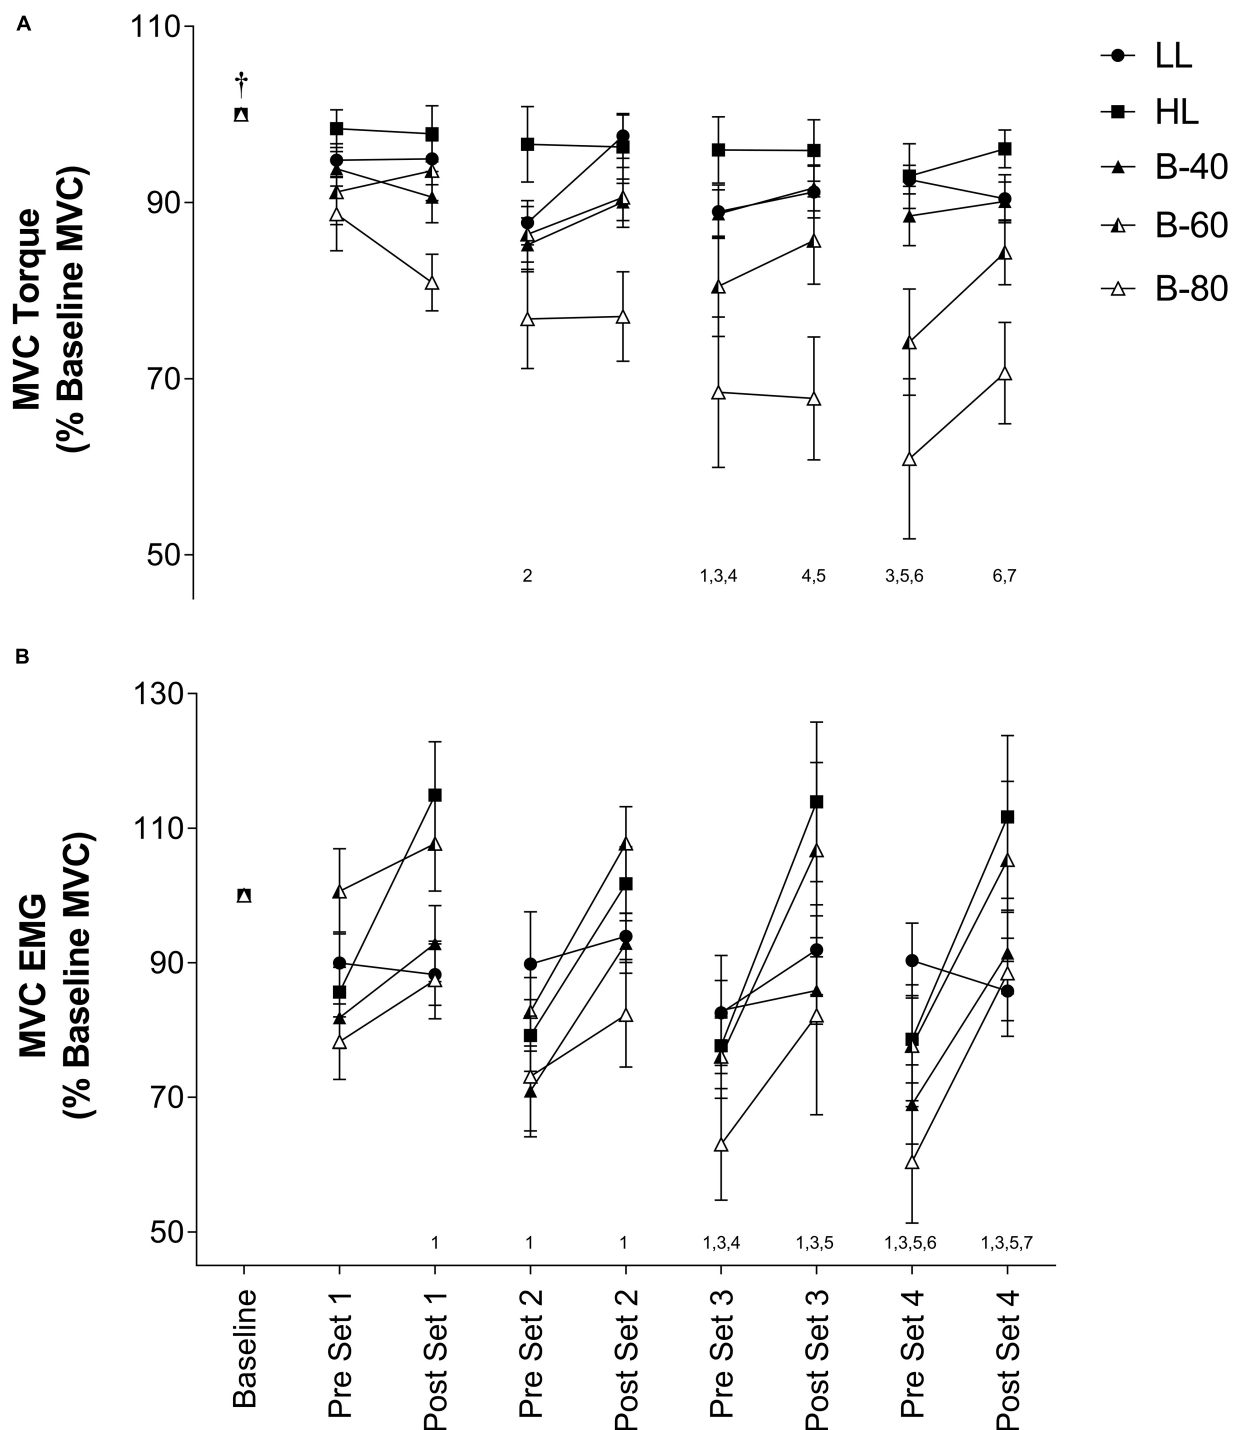 A
110
90
70
50
MVC Torque
(% Baseline MVC)
†
2
1,3,4
4,5
3,5,6
6,7
LL
HL
B-40
B-60
B-80
B
130
110
90
70
50
MVC EMG
(% Baseline MVC)
1
1
1
1,3,4
1,3,5
1,3,5,6
1,3,5,7
Baseline
Pre Set 1
Post Set 1
Pre Set 2
Post Set 2
Pre Set 3
Post Set 3
Pre Set 4
Post Set 4